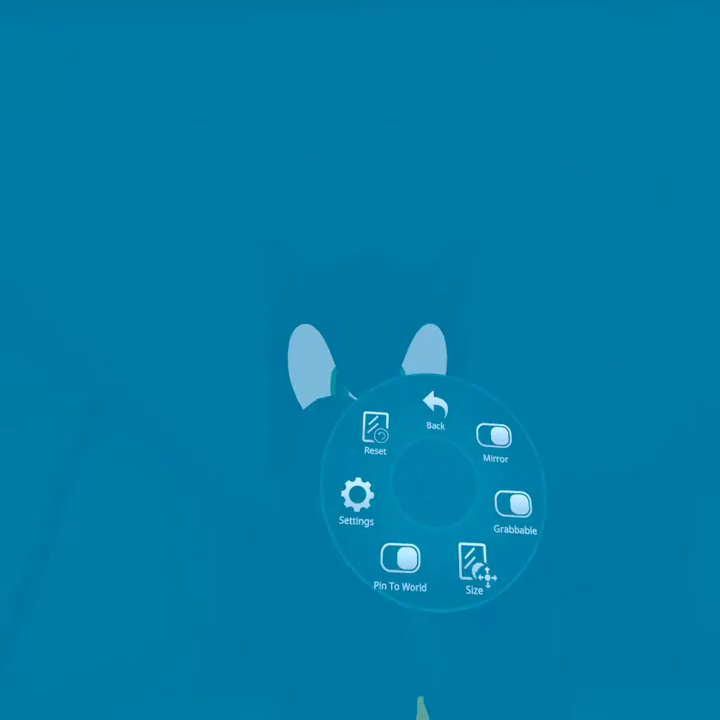 Back
Reset
Mirror
Settings
Grabbable
Pin To World
Size